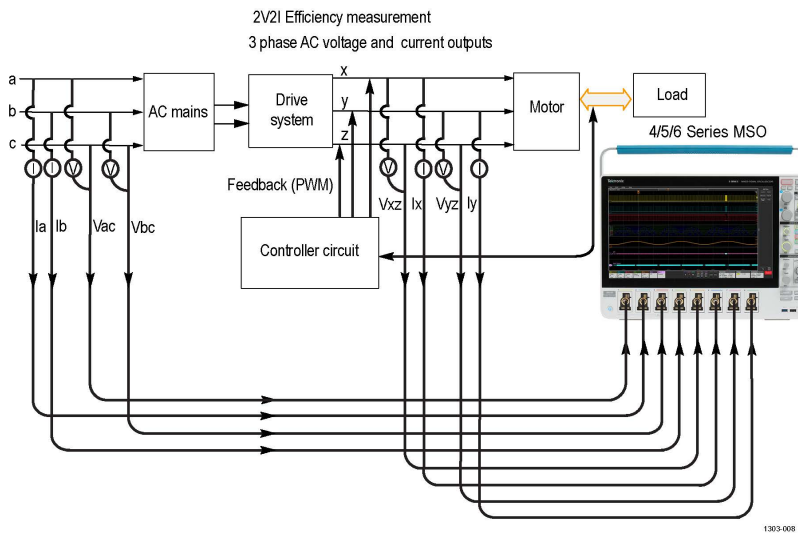 2V2I Efficiency measurement
3 phase AC voltage and current outputs
a
b
c
AC mains
Drive
system
x
y
z
Motor
Load
4/5/6 Series MSO
Tektronix
I
I
V
V
V
I
V
I
Feedback (PWM)
Ia
Ib
Vac
Vbc
Vxz
Ix
Vyz
Iy
Controller circuit
1303-008